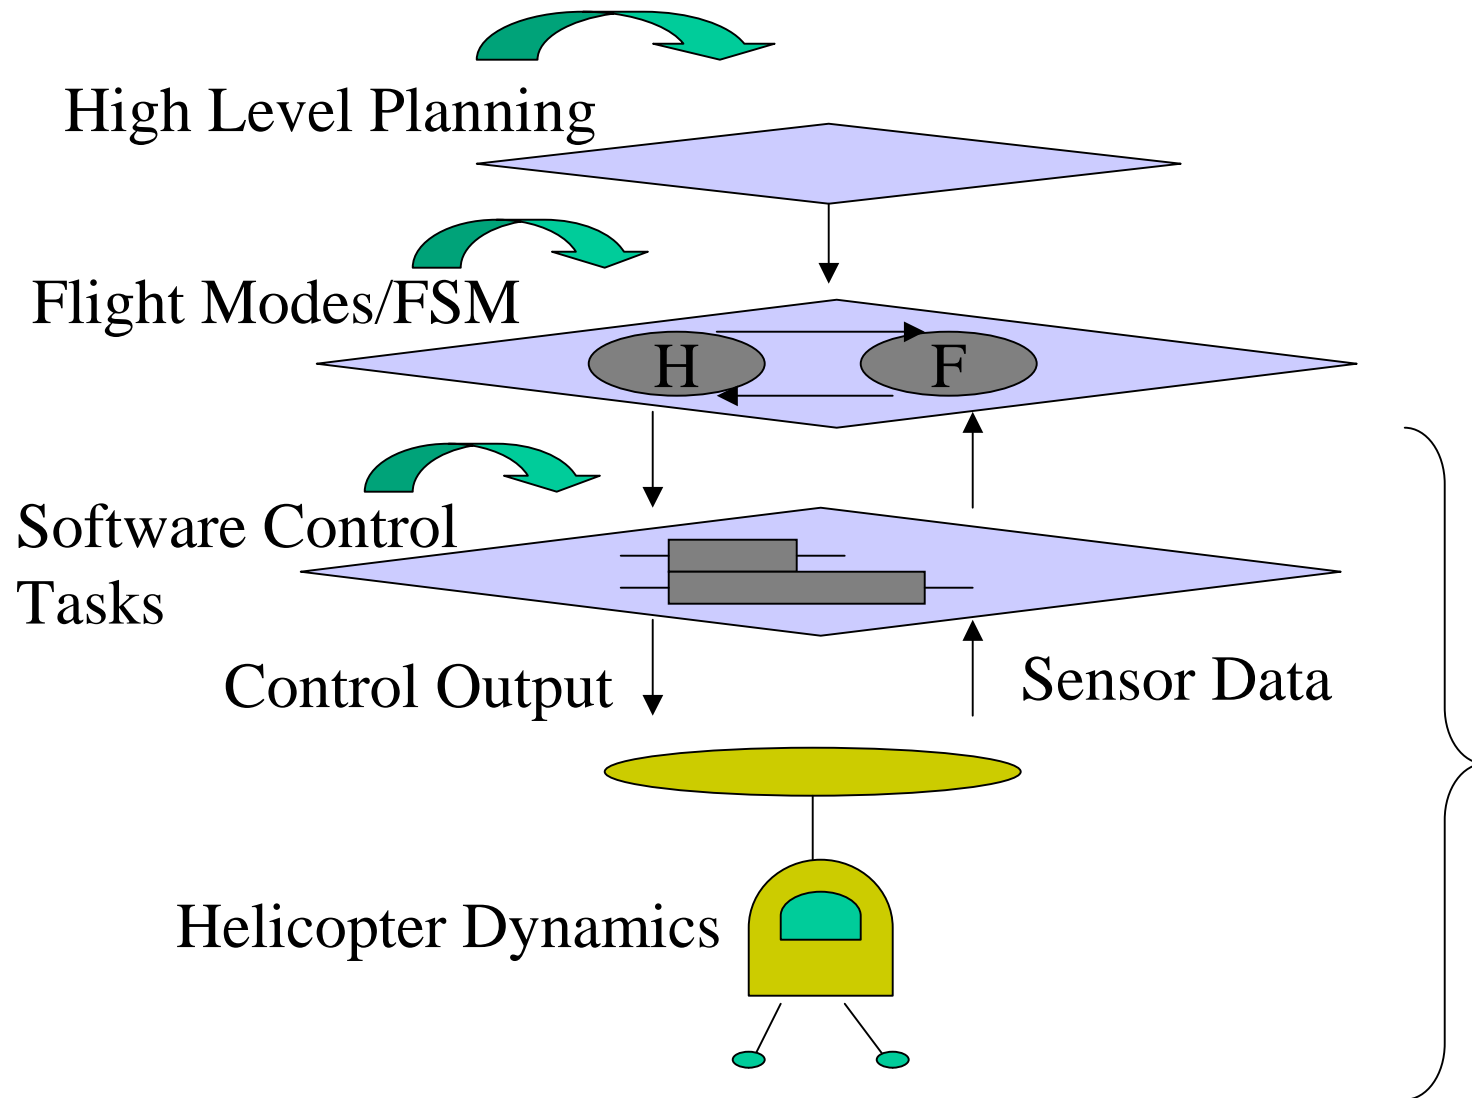 High Level Planning
Flight Modes/FSM
H F
Software Control
Tasks
Control Output
Sensor Data
Helicopter Dynamics